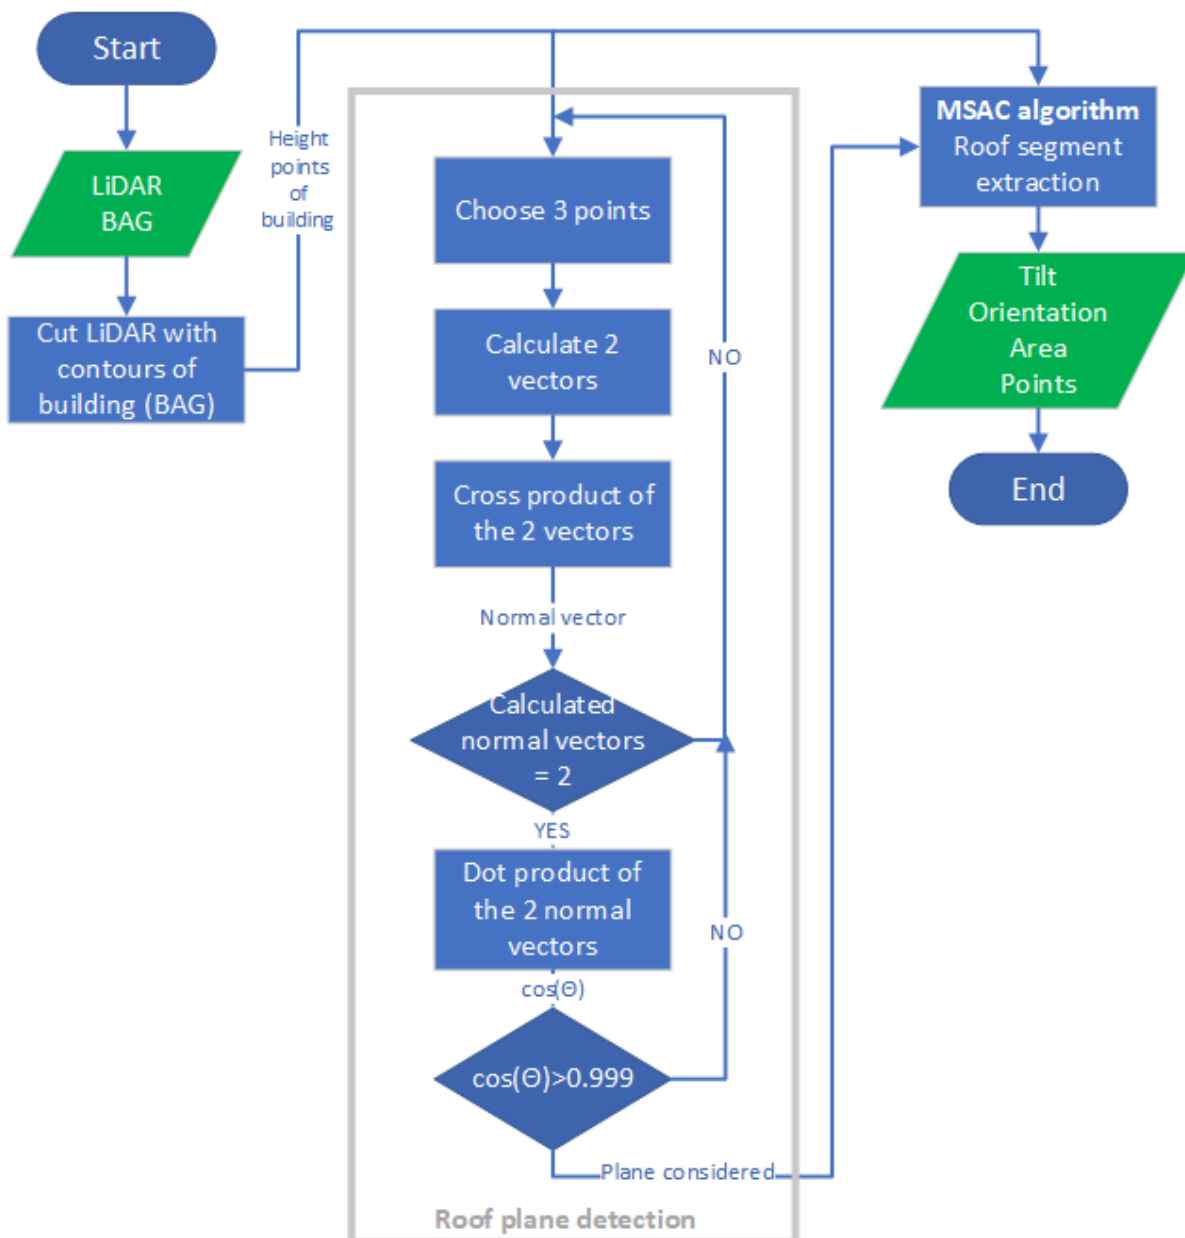 Start
LiDAR
BAG
Cut LiDAR with
contours of
building (BAG)
Height
points
of
building
Choose 3 points
Calculate 2
vectors
Cross product of
the 2 vectors
Normal vector
Calculated
normal vectors
= 2
NO
YES
Dot product of
the 2 normal
vectors
cos(Θ)
cos(Θ)>0.999
NO
Plane considered
Roof plane detection
MSAC algorithm
Roof segment
extraction
Tilt
Orientation
Area
Points
End